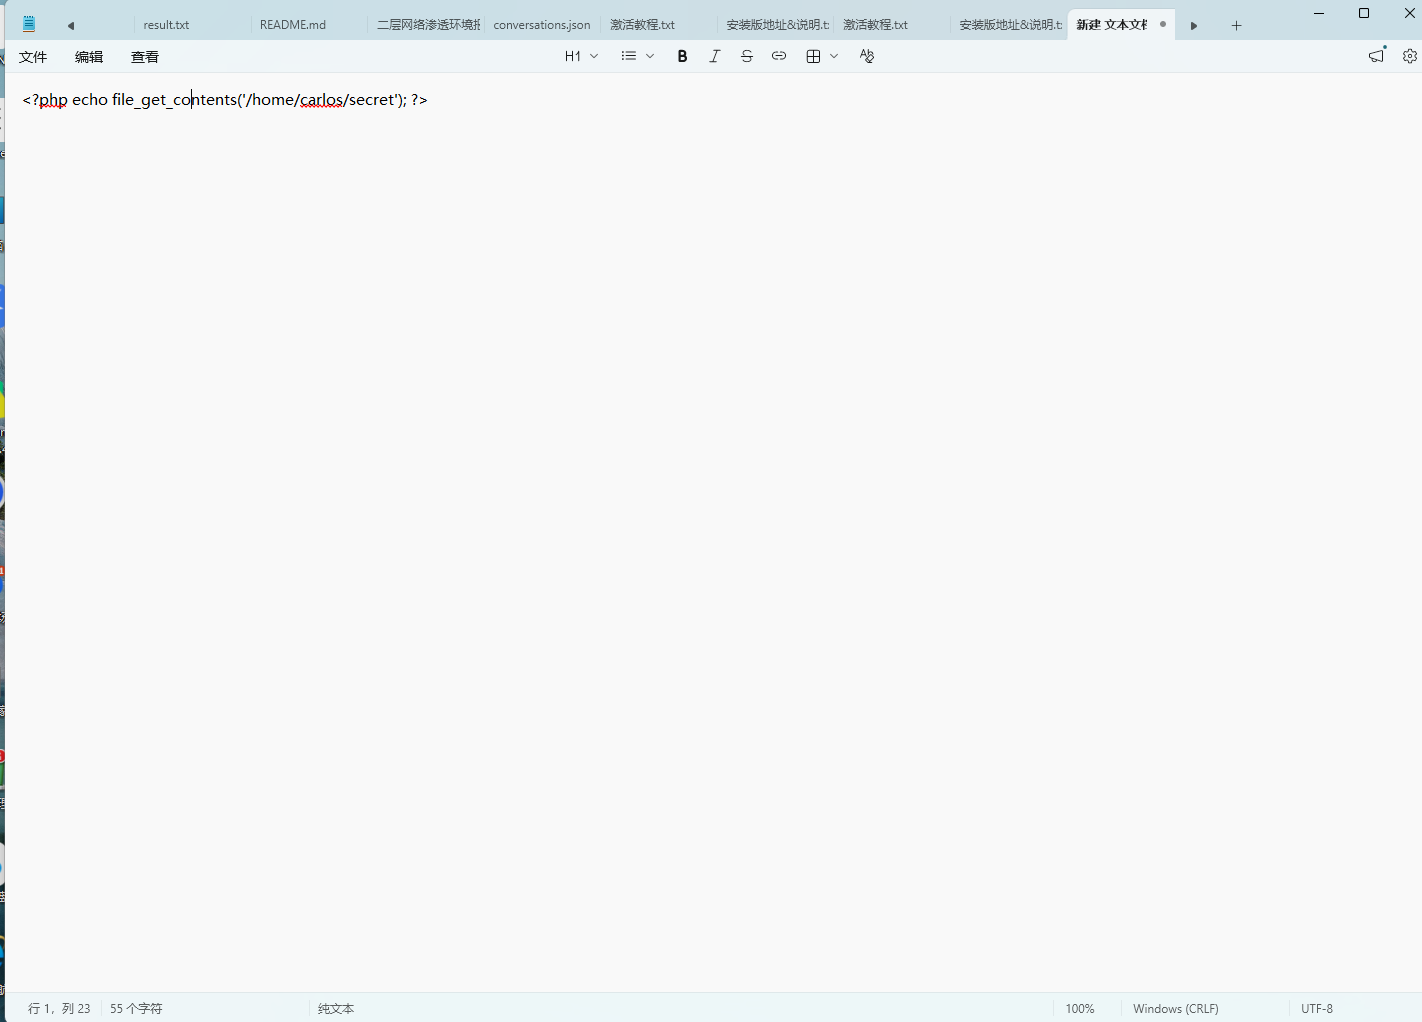 result.txt
README.md
二层网络渗透环境
conversations.json
激活教程.txt
安装版地址&说明.t
激活教程.txt
安装版地址&说明.t
新建 文本文
文件 编辑 查看
H1
B I S
<?php echo file_get_contents('/home/carlos/secret'); ?>
行 1，列 23
55 个字符
纯文本
100%
Windows (CRLF)
UTF-8